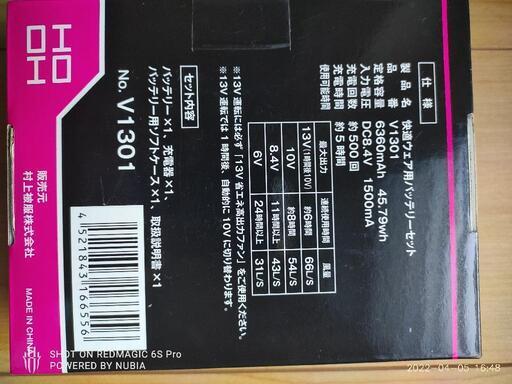 HO
OH
仕様
製品名 快適ウェア用バッテリーセット
品番 V1301
定格容量 6360mAh 45.79wh
入力電圧 DC8.4V 1500mA
充電回数 約500回
充電時間 約5時間
使用可能時間
最大出力 連続使用時間 風量
13V(1時間後10V) 約6時間 66L/S
10V 約8時間 54L/S
8.4V 11時間以上 43L/S
6V 24時間以上 31L/S
※13V運転には必ず「13V省エネ高出力ファン」をご使用ください。
※13V運転では1時間後、自動的に10Vに切り替わります。
セット内容
バッテリー×1、充電器×1、
バッテリー用ソフトケース×1、取扱説明書×1
No. V1301
4 521843 166556
販売元
村上被服株式会社
MADE IN CHINA
SHOT ON REDMAGIC 6S Pro
POWERED BY NUBIA
2022-04-05 16:48